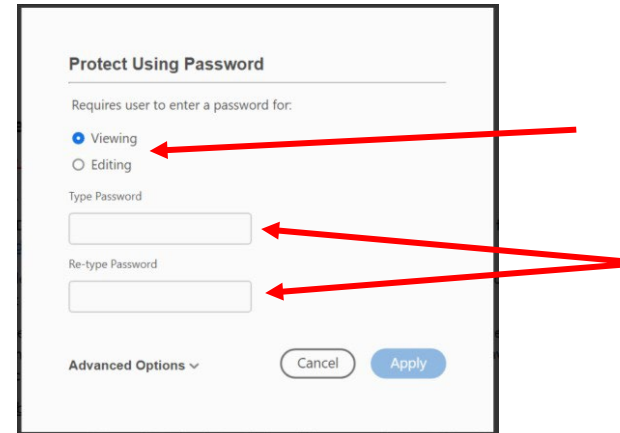 Protect Using Password
Requires user to enter a password for:
Viewing
Editing
Type Password
Re-type Password
Advanced Options
Cancel
Apply